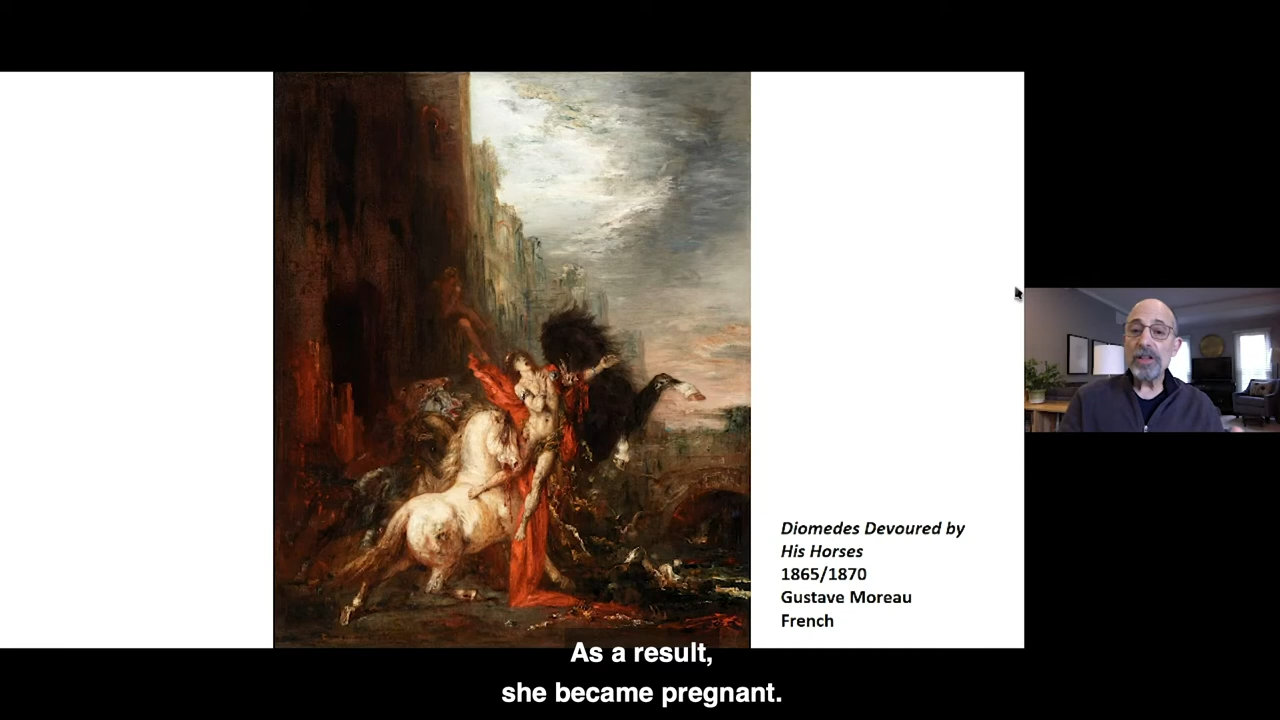 Diomedes Devoured by
His Horses
1865/1870
Gustave Moreau
French
As a result,
she became pregnant.